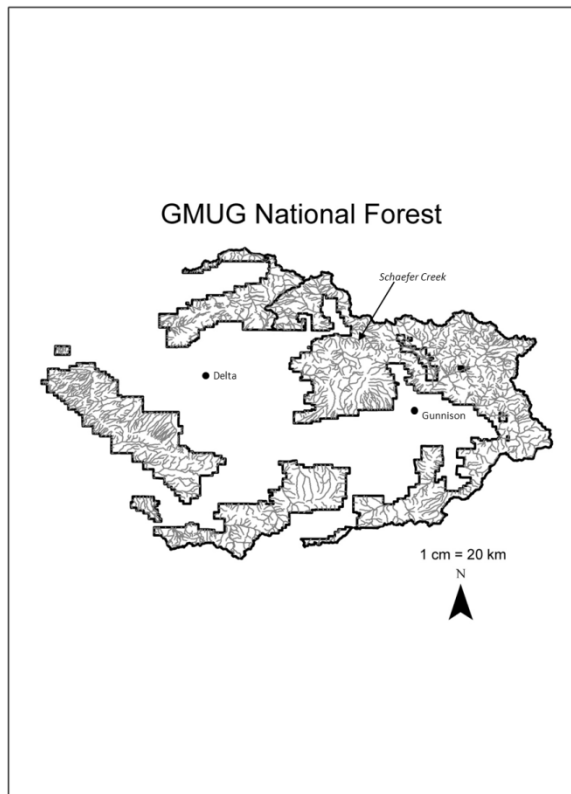 GMUG National Forest
Schaefer Creek
Delta
Gunnison
1 cm = 20 km
N